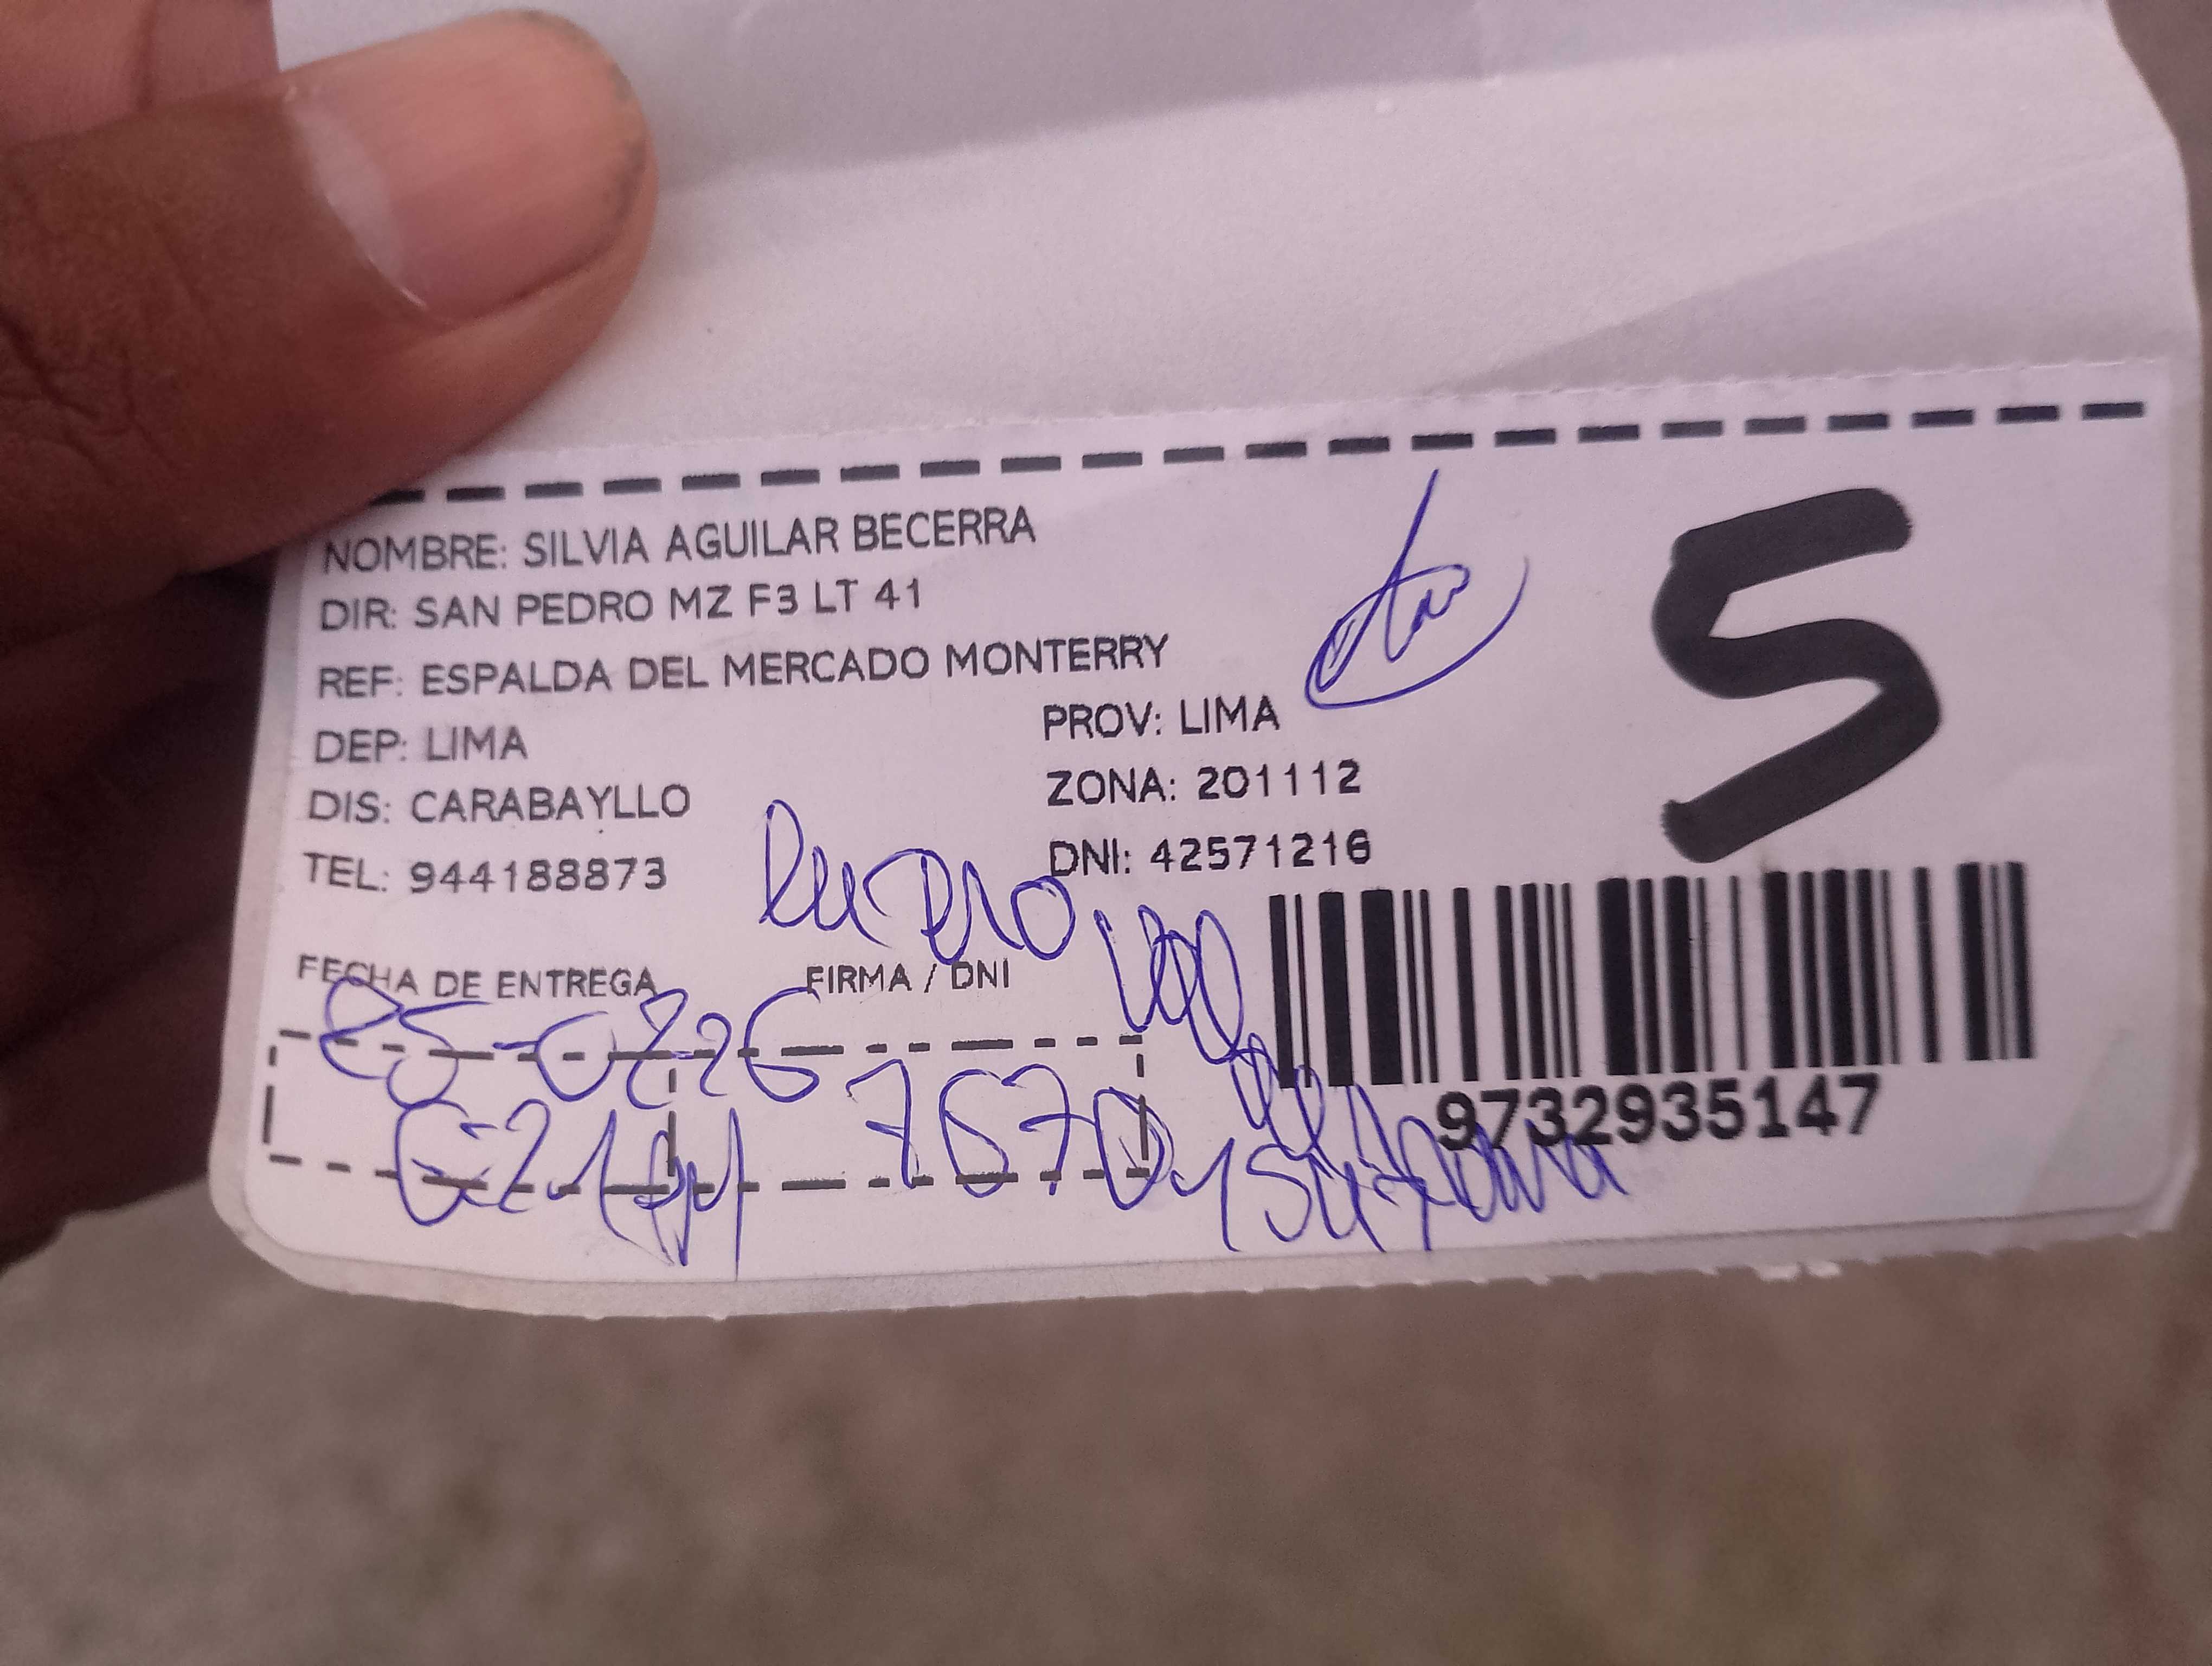 NOMBRE: SILVIA AGUILAR BECERRA
DIR: SAN PEDRO MZ F3 LT 41
REF: ESPALDA DEL MERCADO MONTERRY
DEP: LIMA
PROV: LIMA
DIS: CARABAYLLO
ZONA: 201112
TEL: 944188873
DNI: 42571216
5
FECHA DE ENTREGA
FIRMA / DNI
9732935147